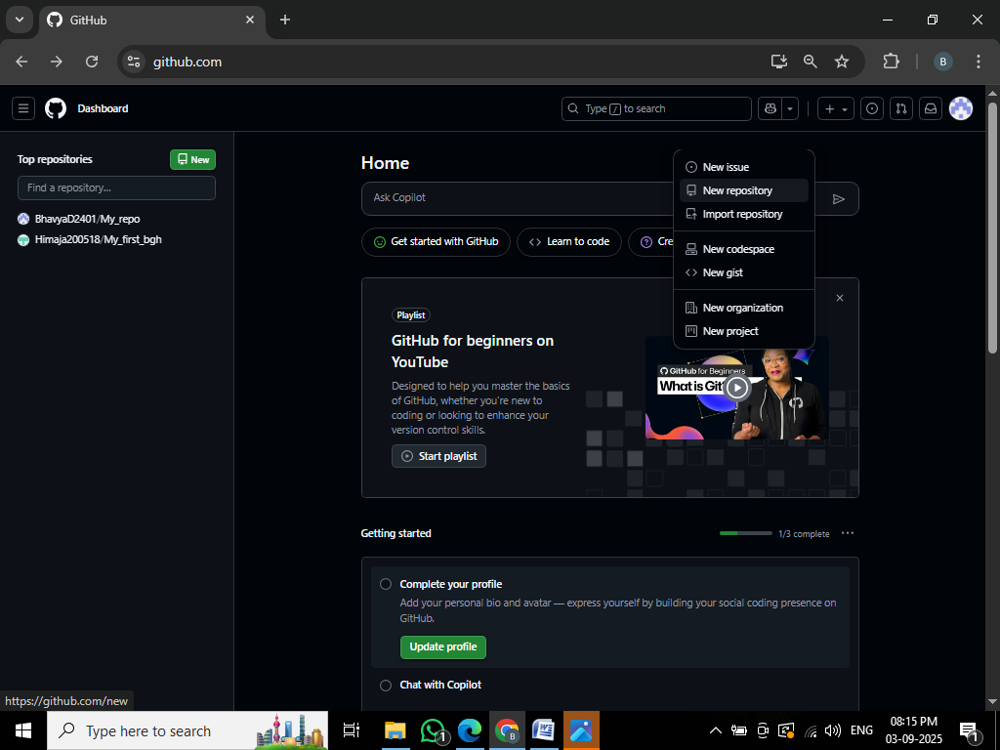 GitHub
github.com
B
Dashboard
Type / to search
Top repositories
New
Find a repository...
BhavyaD2401/My_repo
Himaja200518/My_first_bgh
Home
Ask Copilot
Get started with GitHub
Learn to code
Cre
New issue
New repository
Import repository
New codespace
New gist
New organization
New project
Playlist
GitHub for beginners on
YouTube
Designed to help you master the basics
of GitHub, whether you're new to
coding or looking to enhance your
version control skills.
Start playlist
GitHub for Beginners
What is Git
Getting started
1/3 complete
Complete your profile
Add your personal bio and avatar — express yourself by building your social coding presence on
GitHub.
Update profile
Chat with Copilot
https://github.com/new
Type here to search
1
B
W
ENG
08:15 PM
03-09-2025
1